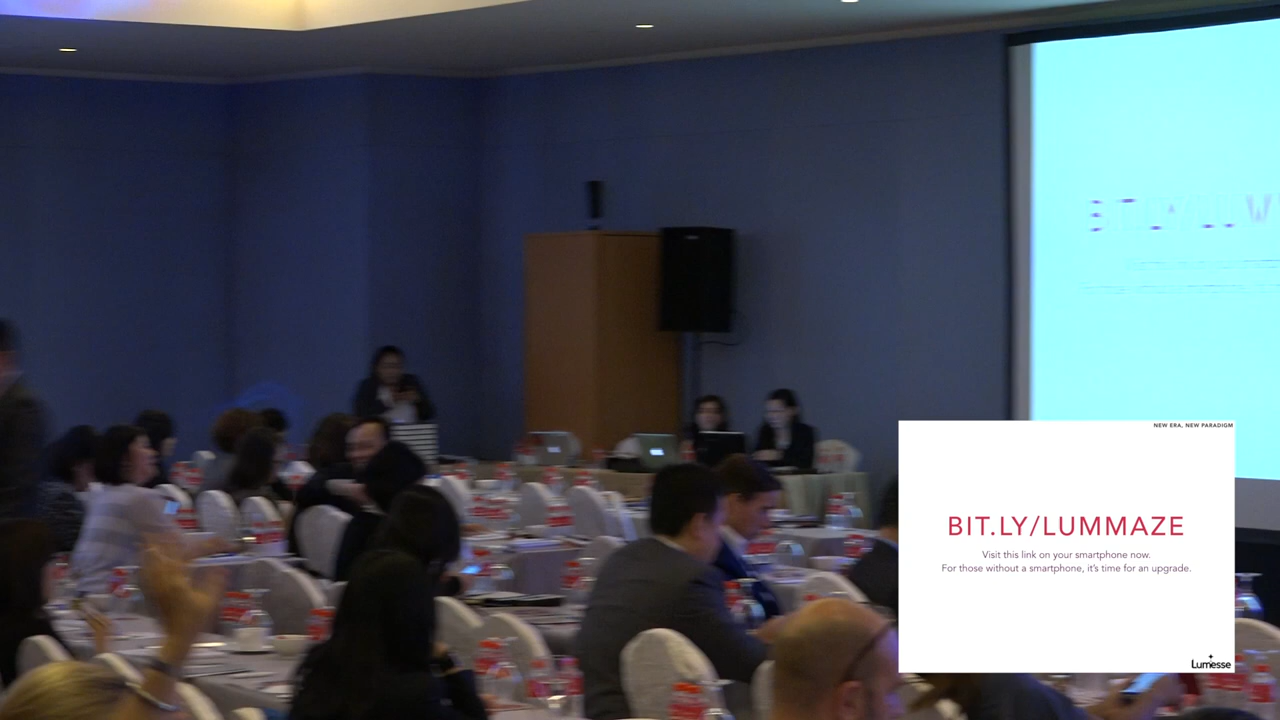 NEW ERA, NEW PARADIGM
BIT.LY/LUMMAZE
Visit this link on your smartphone now.
For those without a smartphone, it's time for an upgrade.
Lumesse